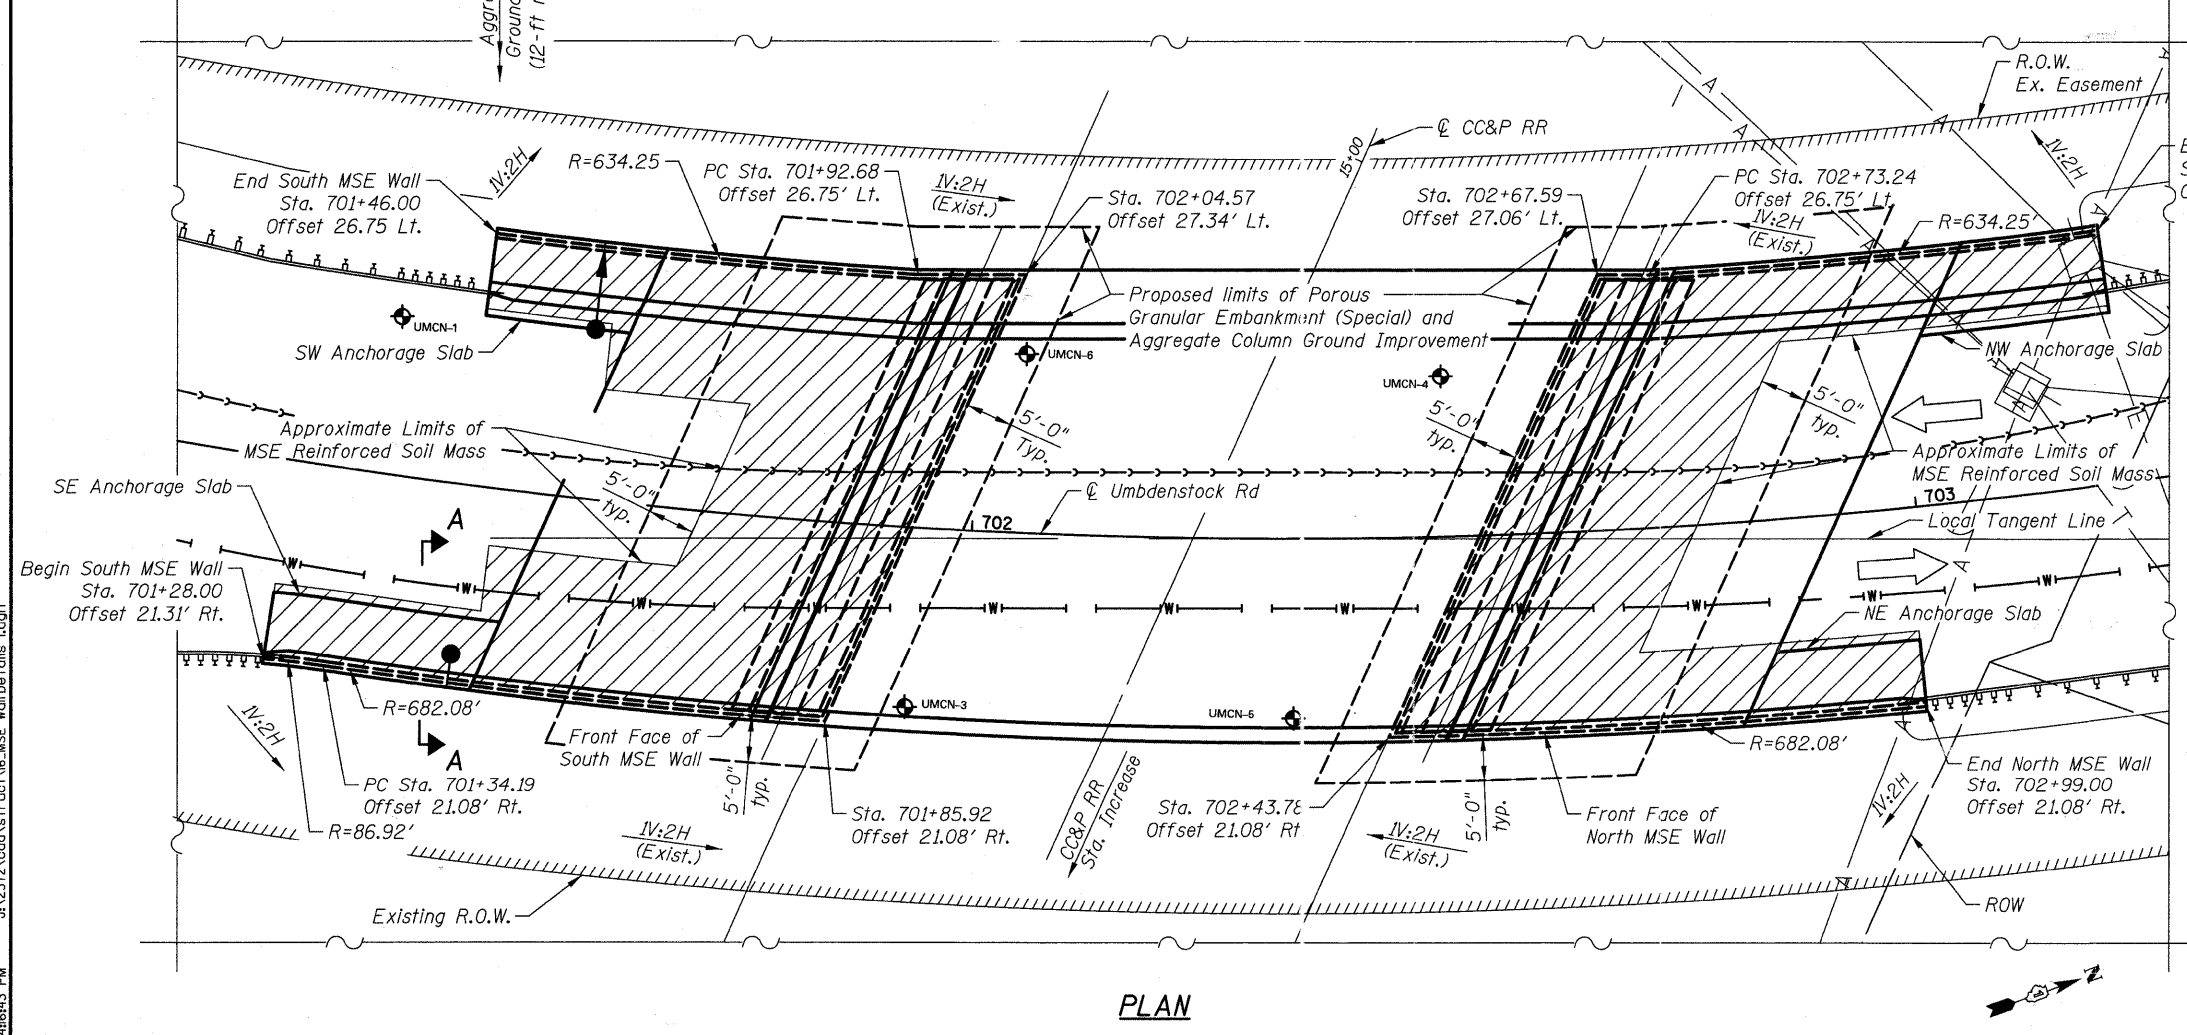 Ground
(12-ft
R.O.W.
Ex. Easement
℄ CC&P RR
15+00
1V:2H
R=634.25
PC Sta. 701+92.68
Offset 26.75' Lt.
1V:2H
(Exist.)
End South MSE Wall
Sta. 701+46.00
Offset 26.75 Lt.
Sta. 702+04.57
Offset 27.34' Lt.
Sta. 702+67.59
Offset 27.06' Lt.
PC Sta. 702+73.24
Offset 26.75' Lt.
1V:2H
(Exist.)
R=634.25'
1V:2H
A
A
A
A
A
A
A
Proposed limits of Porous
Granular Embankment (Special) and
Aggregate Column Ground Improvement
UMCN-1
SW Anchorage Slab
UMCN-6
UMCN-4
NW Anchorage Slab
5'-0"
Typ.
5'-0"
typ.
5'-0"
typ.
Approximate Limits of
MSE Reinforced Soil Mass
Approximate Limits of
MSE Reinforced Soil Mass
5'-0"
typ.
SE Anchorage Slab
℄ Umbdenstock Rd
702
703
Local Tangent Line
A
Begin South MSE Wall
Sta. 701+28.00
Offset 21.31' Rt.
W
W
W
W
W
W
W
W
W
W
W
NE Anchorage Slab
R=682.08'
1V:2H
A
UMCN-3
UMCN-5
Front Face of
South MSE Wall
5'-0"
typ.
R=682.08'
PC Sta. 701+34.19
Offset 21.08' Rt.
R=86.92'
Sta. 701+85.92
Offset 21.08' Rt.
CC&P RR
Sta. Increase
Sta. 702+43.78
Offset 21.08' Rt
5'-0"
typ.
Front Face of
North MSE Wall
End North MSE Wall
Sta. 702+99.00
Offset 21.08' Rt.
1V:2H
1V:2H
(Exist.)
1V:2H
(Exist.)
Existing R.O.W.
ROW
PLAN
N
4:16:43 PM